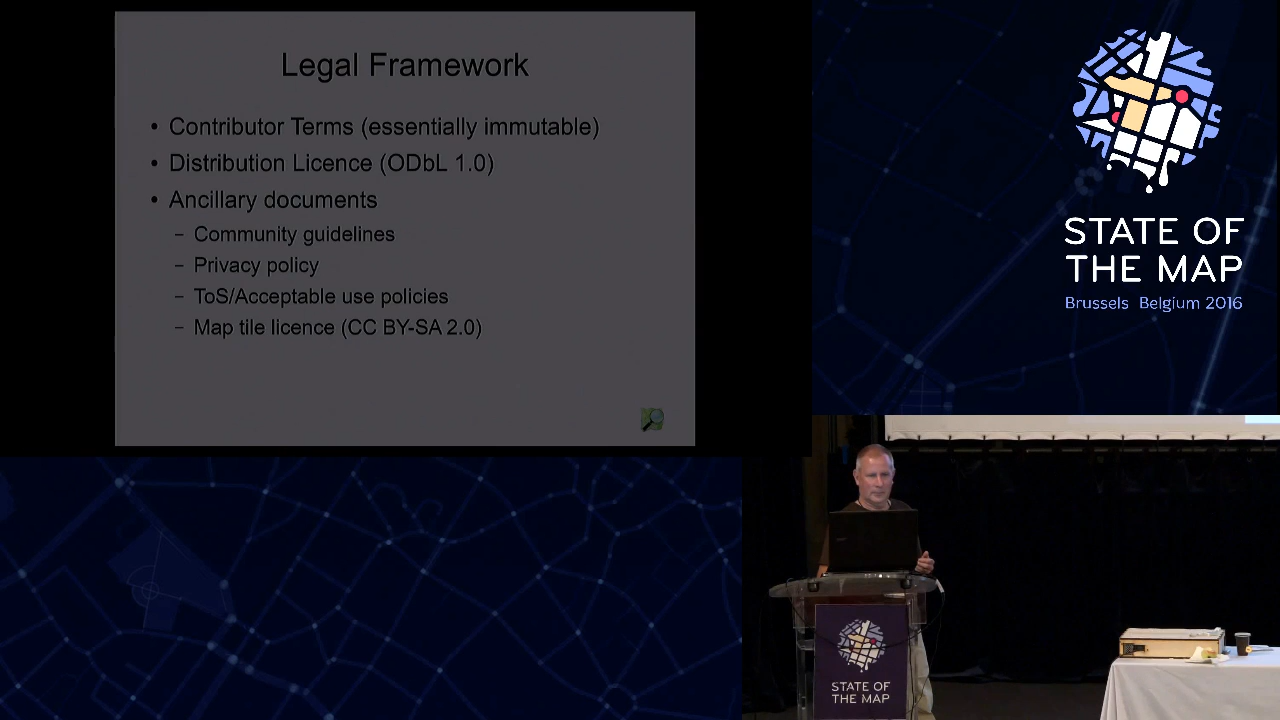 Legal Framework
• Contributor Terms (essentially immutable)
• Distribution Licence (ODbL 1.0)
• Ancillary documents
– Community guidelines
– Privacy policy
– ToS/Acceptable use policies
– Map tile licence (CC BY-SA 2.0)
STATE OF
THE MAP
Brussels Belgium 2016
STATE OF
THE MAP